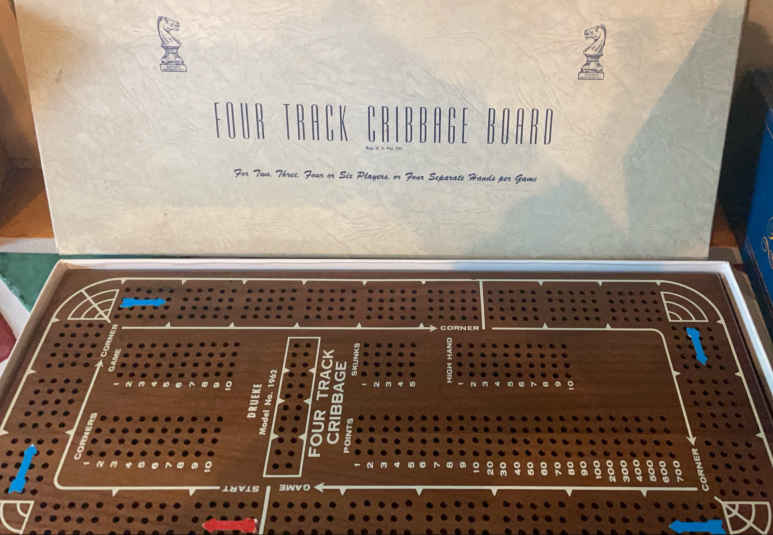 FOUR TRACK CRIBBAGE BOARD
For Two, Three, Four or Six Players, or Four Separate Hands per Game
CORNER
CORNER
GAME
1 2 3 4 5 6 7 8 9 10
SKUNKS
1 2 3 4 5
HIGH HAND
1 2 3 4 5 6 7 8 9 10
DRUEKE
Model No. 1962
FOUR TRACK
CRIBBAGE
CORNERS
1 2 3 4 5 6 7 8 9 10
POINTS
1 2 3 4 5 6 7 8 9 10 20 30 40 50 60 70 80 90 100 200 300 400 500 600 700
CORNER
START
GAME